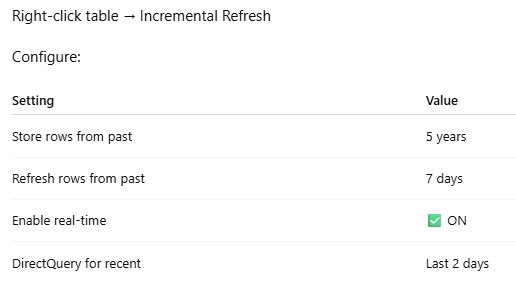 Right-click table → Incremental Refresh
Configure:
Setting Value
Store rows from past 5 years
Refresh rows from past 7 days
Enable real-time ✅ ON
DirectQuery for recent Last 2 days